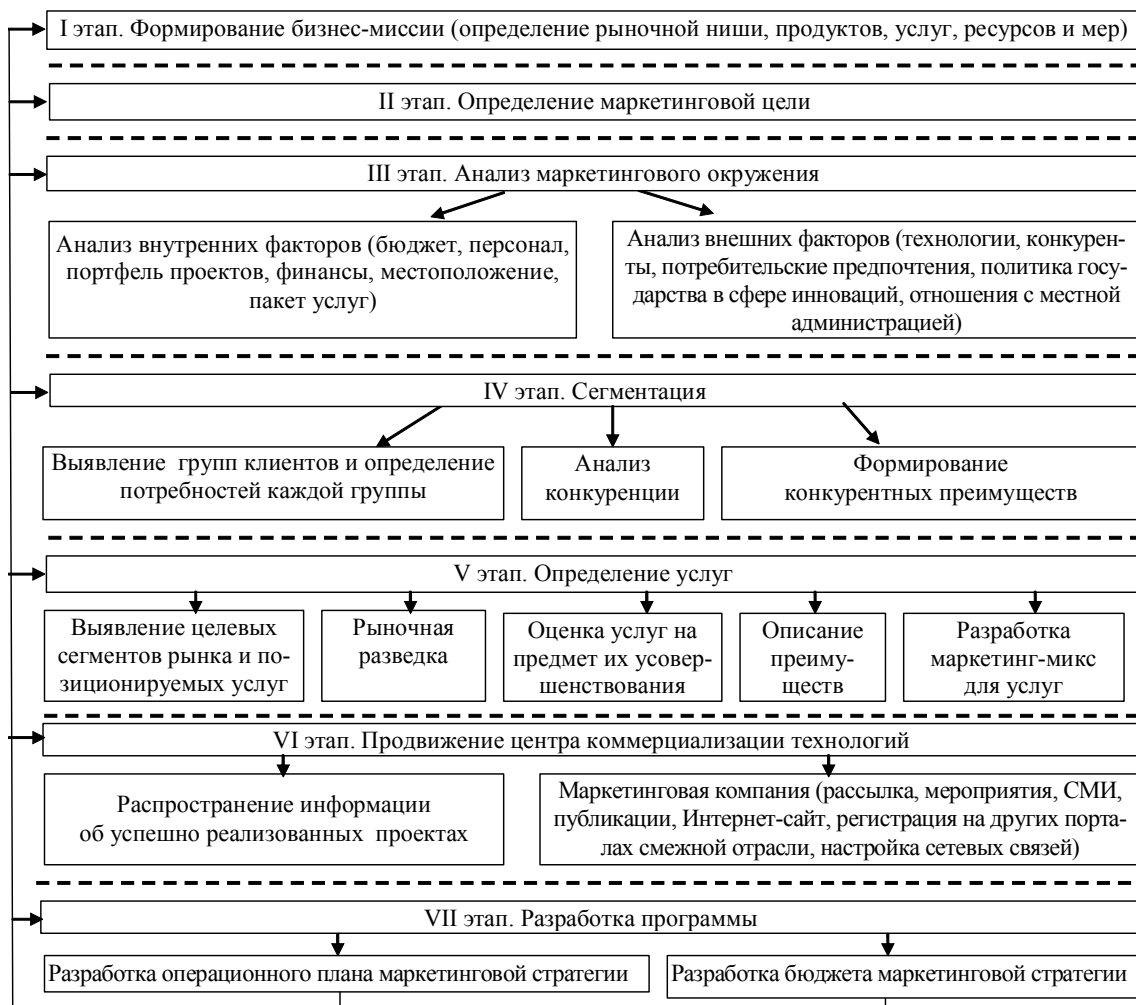 I этап. Формирование бизнес-миссии (определение рыночной ниши, продуктов, услуг, ресурсов и мер)
II этап. Определение маркетинговой цели
III этап. Анализ маркетингового окружения
Анализ внутренних факторов (бюджет, персонал,
портфель проектов, финансы, местоположение,
пакет услуг)
Анализ внешних факторов (технологии, конкурен-
ты, потребительские предпочтения, политика госу-
дарства в сфере инноваций, отношения с местной
администрацией)
IV этап. Сегментация
Выявление групп клиентов и определение
потребностей каждой группы
Анализ
конкуренции
Формирование
конкурентных преимуществ
V этап. Определение услуг
Выявление целевых
сегментов рынка и по-
зиционируемых услуг
Рыночная
разведка
Оценка услуг на
предмет их усовер-
шенствования
Описание
преиму-
ществ
Разработка
маркетинг-микс
для услуг
VI этап. Продвижение центра коммерциализации технологий
Распространение информации
об успешно реализованных проектах
Маркетинговая компания (рассылка, мероприятия, СМИ,
публикации, Интернет-сайт, регистрация на других порта-
лах смежной отрасли, настройка сетевых связей)
VII этап. Разработка программы
Разработка операционного плана маркетинговой стратегии
Разработка бюджета маркетинговой стратегии